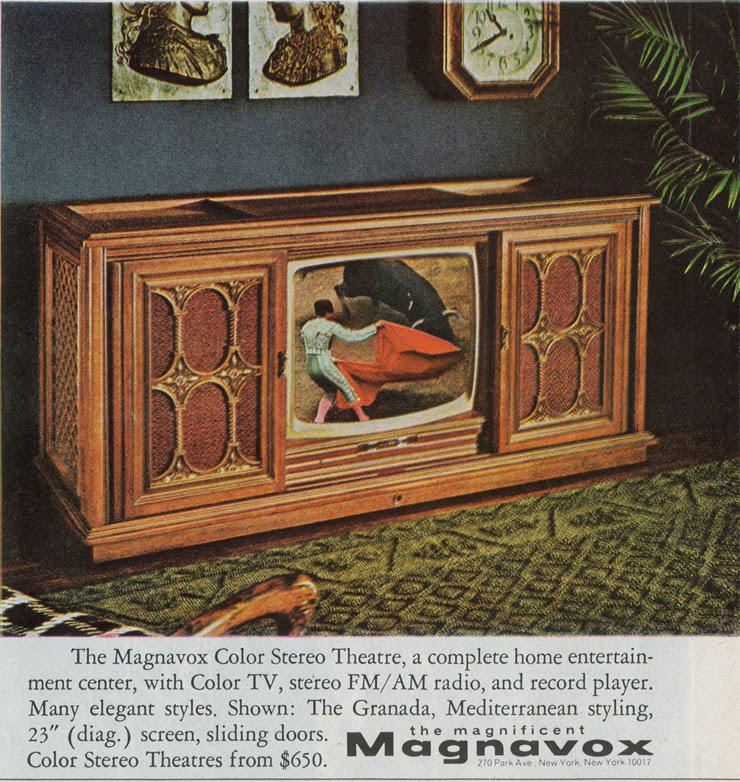 The Magnavox Color Stereo Theatre, a complete home entertain-
ment center, with Color TV, stereo FM/AM radio, and record player.
Many elegant styles. Shown: The Granada, Mediterranean styling,
23" (diag.) screen, sliding doors.
Color Stereo Theatres from $650.
the magnificent
Magnavox
270 Park Ave., New York, New York 10017